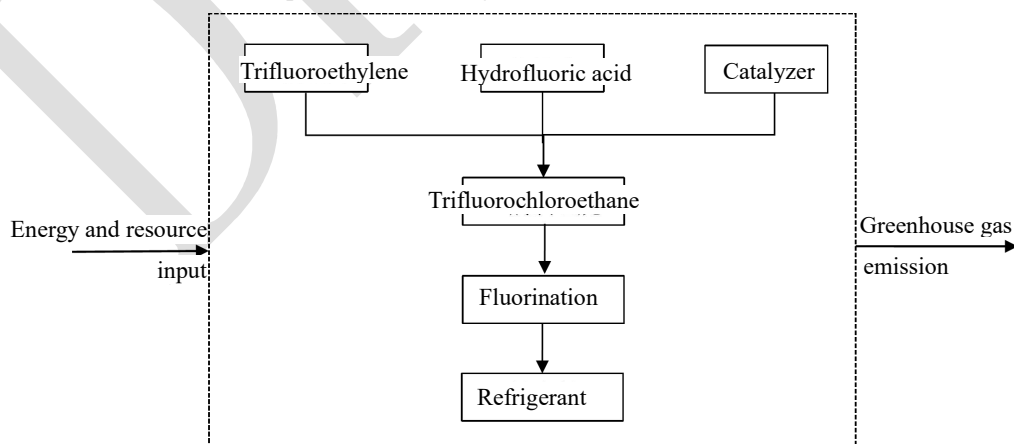 Trifluoroethylene
Hydrofluoric acid
Catalyzer
Trifluorochloroethane
Energy and resource
input
Greenhouse gas
emission
Fluorination
Refrigerant